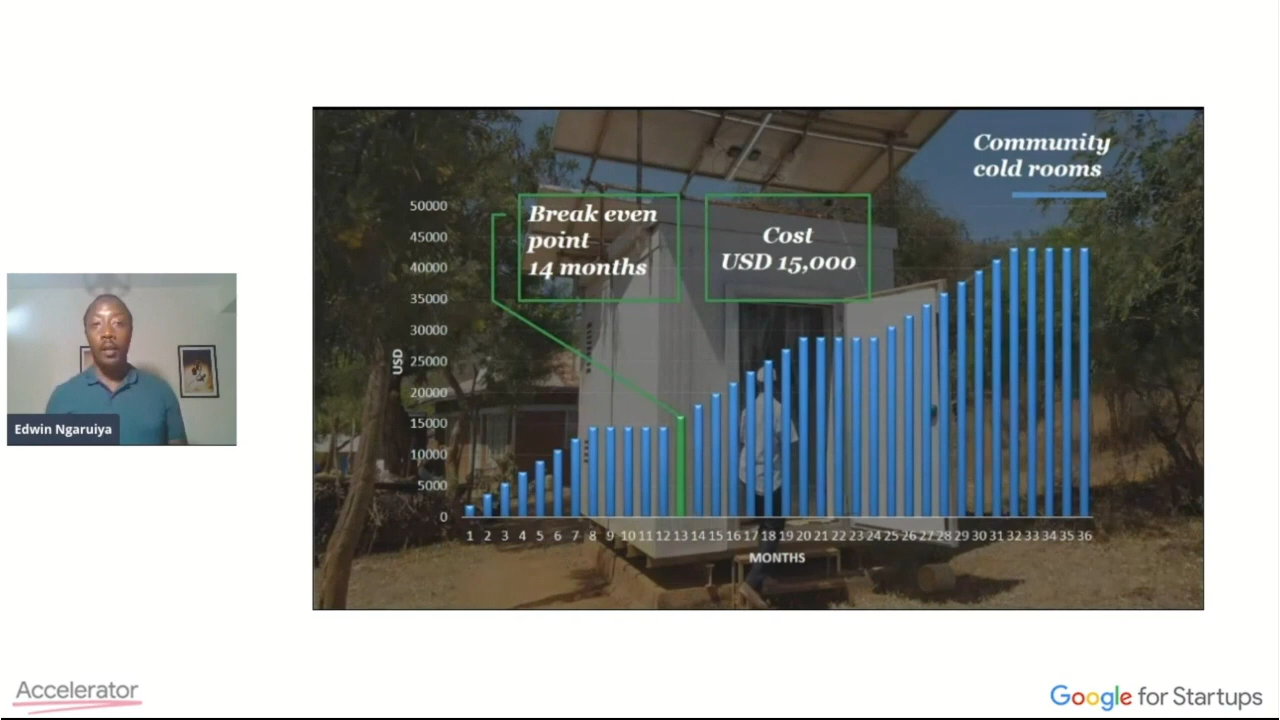 Community
cold rooms
Break even
point
14 months
Cost
USD 15,000
50000
45000
40000
35000
30000
25000
20000
15000
10000
5000
0
USD
1 2 3 4 5 6 7 8 9 10 11 12 13 14 15 16 17 18 19 20 21 22 23 24 25 26 27 28 29 30 31 32 33 34 35 36
MONTHS
Edwin Ngaruiya
Accelerator
Google for Startups